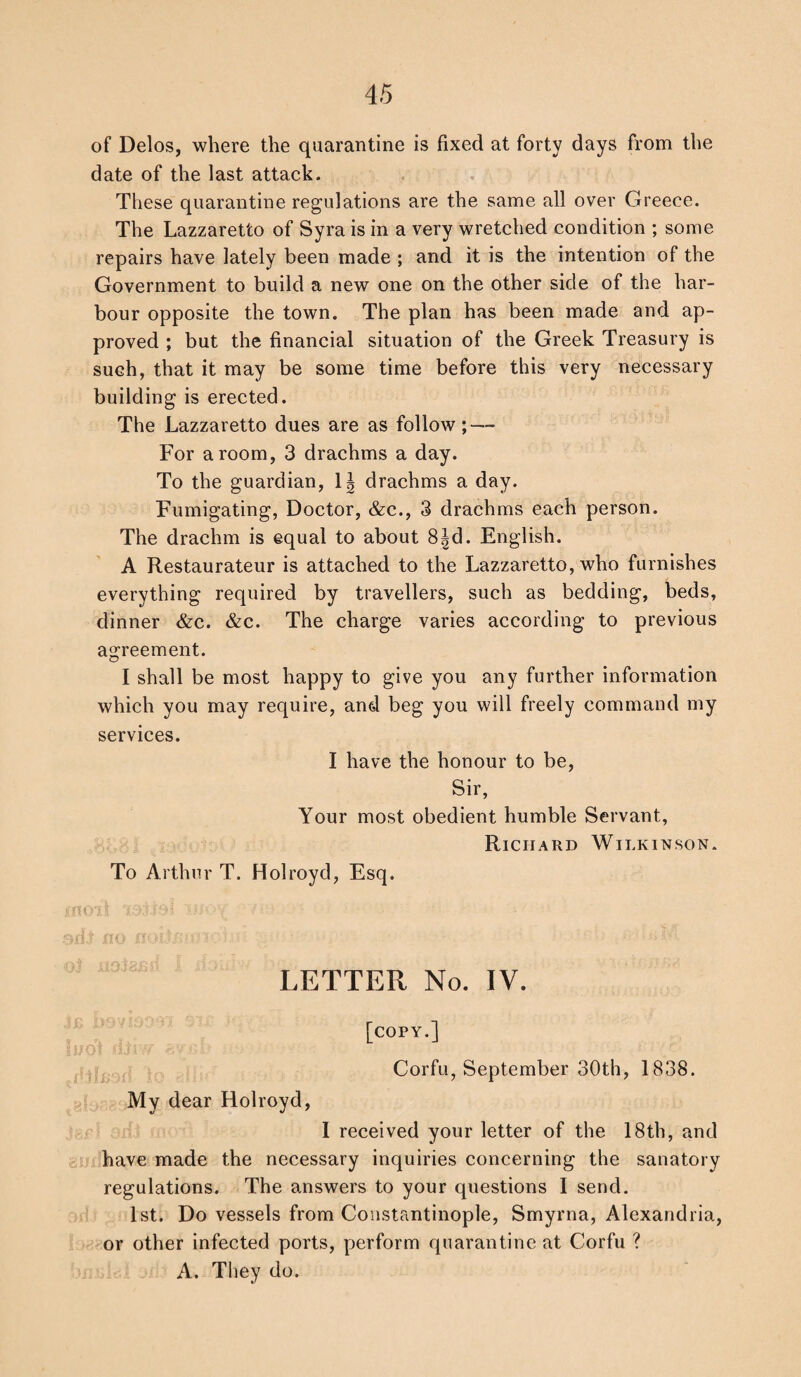 45
of Delos, where the quarantine is fixed at forty days from the
date of the last attack.
These quarantine regulations are the same all over Greece.
The Lazzaretto of Syra is in a very wretched condition ; some
repairs have lately been made ; and it is the intention of the
Government to build a new one on the other side of the har-
bour opposite the town. The plan has been made and ap-
proved ; but the financial situation of the Greek Treasury is
such, that it may be some time before this very necessary
building is erected.
The Lazzaretto dues are as follow ;—
For a room, 3 drachms a day.
To the guardian, 1½ drachms a day.
Fumigating, Doctor, &c., 3 drachms each person.
The drachm is equal to about 8½d. English.
A Restaurateur is attached to the Lazzaretto, who furnishes
everything required by travellers, such as bedding, beds,
dinner &c. &c. The charge varies according to previous
agreement.
I shall be most happy to give you any further information
which you may require, and beg you will freely command my
services.
I have the honour to be,
Sir,
Your most obedient humble Servant,
Richard Wilkinson.
To Arthur T. Holroyd, Esq.
LETTER No. IV.
[COPY.]
Corfu, September 30th, 1838.
My dear Holroyd,
I received your letter of the 18th, and
have made the necessary inquiries concerning the sanatory
regulations. The answers to your questions I send.
1st. Do vessels from Constantinople, Smyrna, Alexandria,
or other infected ports, perform quarantine at Corfu ?
A. They do.